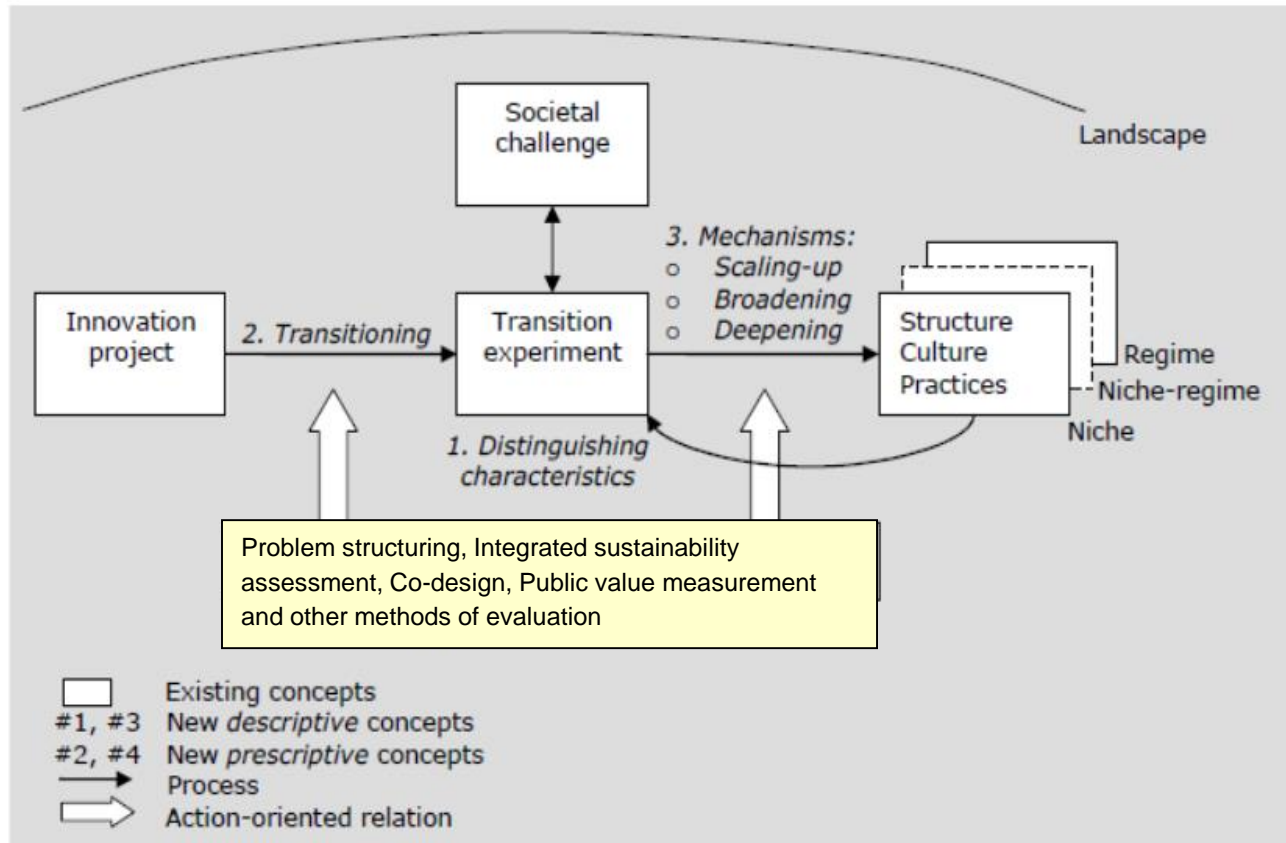 Landscape
Societal
challenge
3. Mechanisms:
o Scaling-up
o Broadening
o Deepening
Innovation
project
2. Transitioning
Transition
experiment
Structure
Culture
Practices
Regime
Niche-regime
Niche
1. Distinguishing
characteristics
Problem structuring, Integrated sustainability
assessment, Co-design, Public value measurement
and other methods of evaluation
Existing concepts
#1, #3 New descriptive concepts
#2, #4 New prescriptive concepts
Process
Action-oriented relation